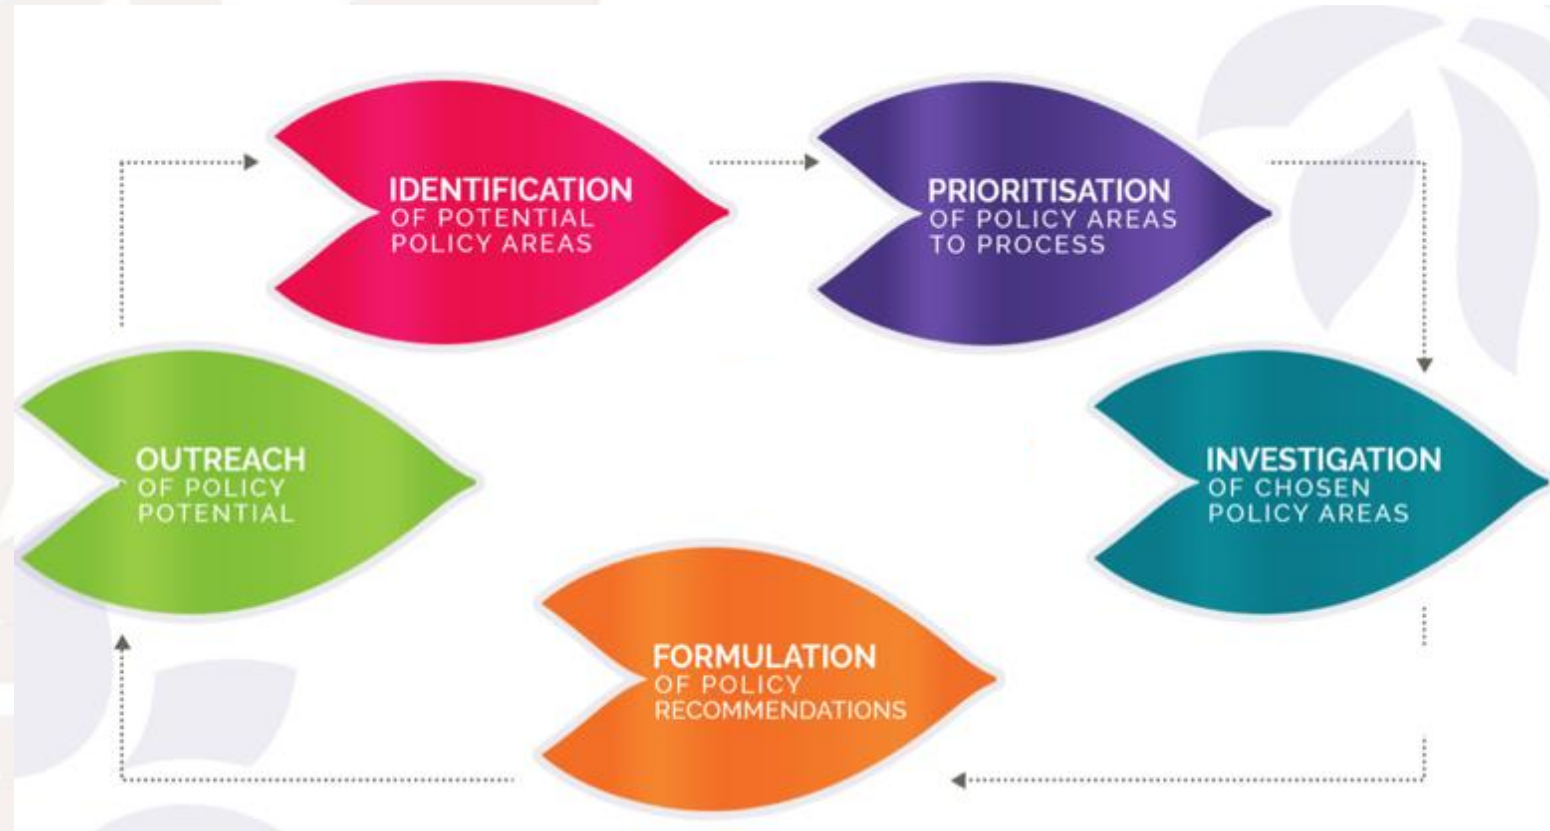 IDENTIFICATION
OF POTENTIAL
POLICY AREAS
PRIORITISATION
OF POLICY AREAS
TO PROCESS
INVESTIGATION
OF CHOSEN
POLICY AREAS
FORMULATION
OF POLICY
RECOMMENDATIONS
OUTREACH
OF POLICY
POTENTIAL